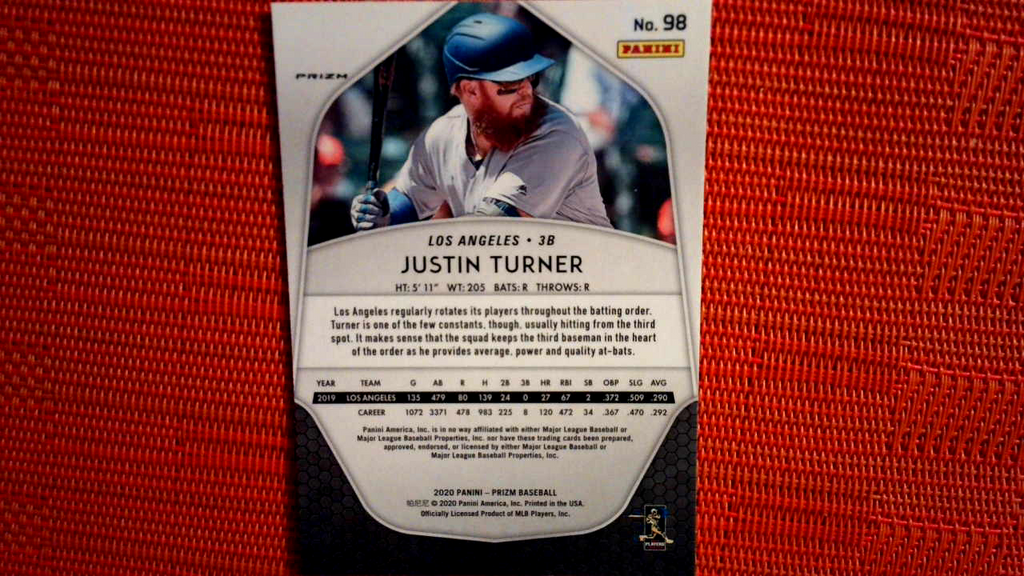 No. 98
PANINI
PRIZM
LOS ANGELES • 3B
JUSTIN TURNER
HT: 5' 11" WT: 205 BATS: R THROWS: R
Los Angeles regularly rotates its players throughout the batting order.
Turner is one of the few constants, though, usually hitting from the third
spot. It makes sense that the squad keeps the third baseman in the heart
of the order as he provides average, power and quality at-bats.
YEAR TEAM G AB R H 2B 3B HR RBI SB OBP SLG AVG
2019 LOS ANGELES 135 479 80 139 24 0 27 67 2 .372 .509 .290
CAREER 1072 3371 478 983 225 8 120 472 34 .367 .470 .292
Panini America, Inc. is in no way affiliated with either Major League Baseball or
Major League Baseball Properties, Inc. nor have these trading cards been prepared,
approved, endorsed, or licensed by either Major League Baseball or
Major League Baseball Properties, Inc.
2020 PANINI – PRIZM BASEBALL
帕尼尼 © 2020 Panini America, Inc. Printed in the USA.
Officially Licensed Product of MLB Players, Inc.
PLAYERS